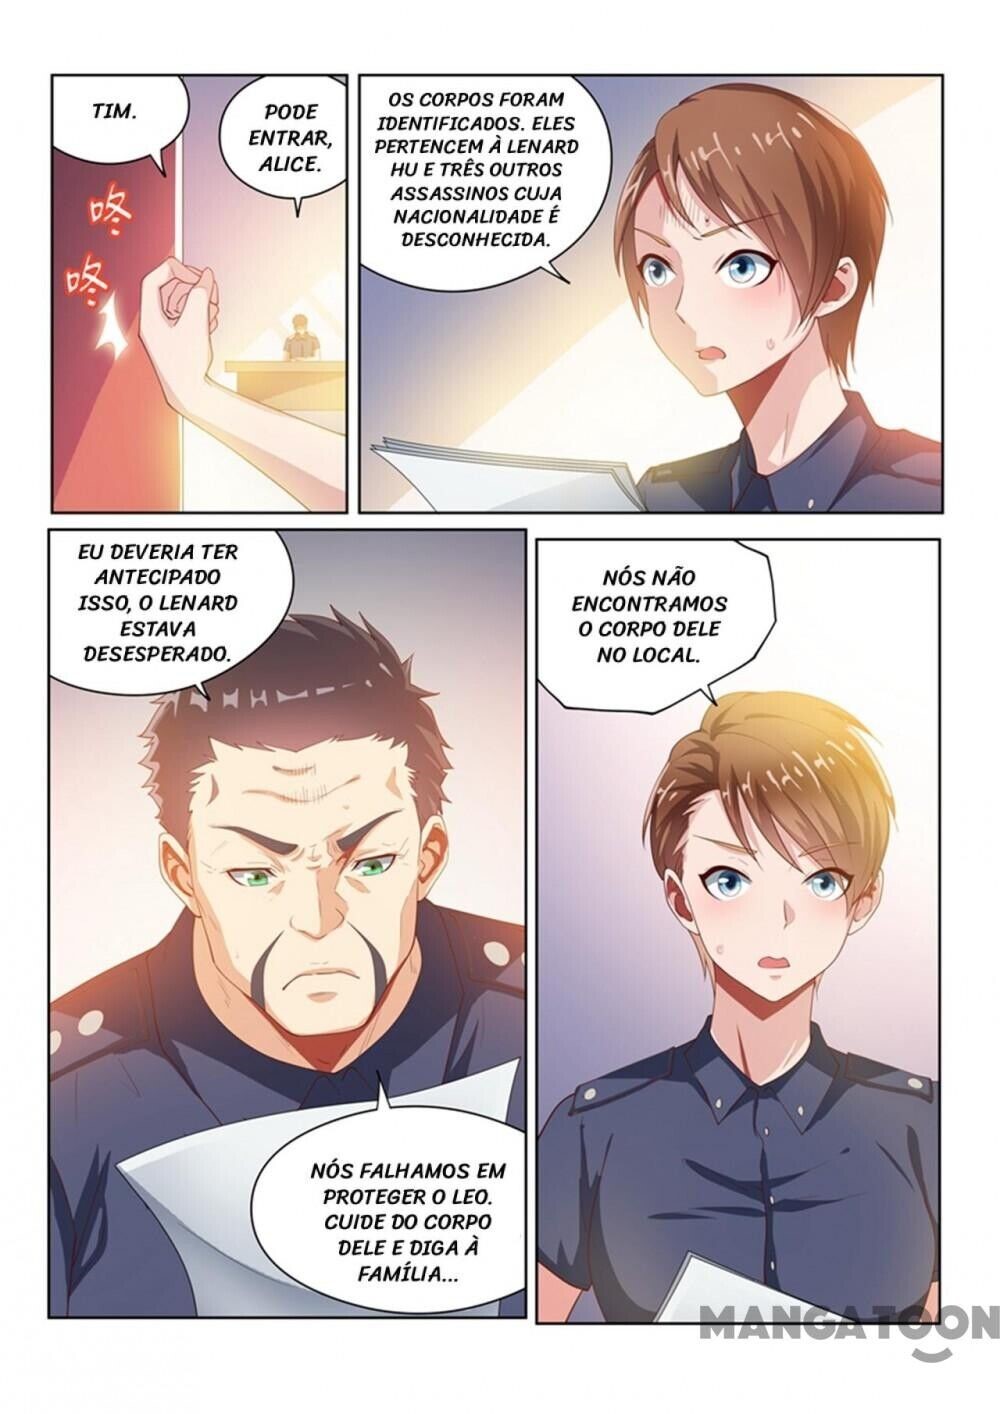 TIM.
PODE
ENTRAR,
ALICE.
咚
咚
OS CORPOS FORAM
IDENTIFICADOS. ELES
PERTENCEM À LENARD
HU E TRÊS OUTROS
ASSASSINOS CUJA
NACIONALIDADE É
DESCONHECIDA.
EU DEVERIA TER
ANTECIPADO
ISSO, O LENARD
ESTAVA
DESESPERADO.
NÓS FALHAMOS EM
PROTEGER O LEO.
CUIDE DO CORPO
DELE E DIGA À
FAMÍLIA...
NÓS NÃO
ENCONTRAMOS
O CORPO DELE
NO LOCAL.
MANGATOON